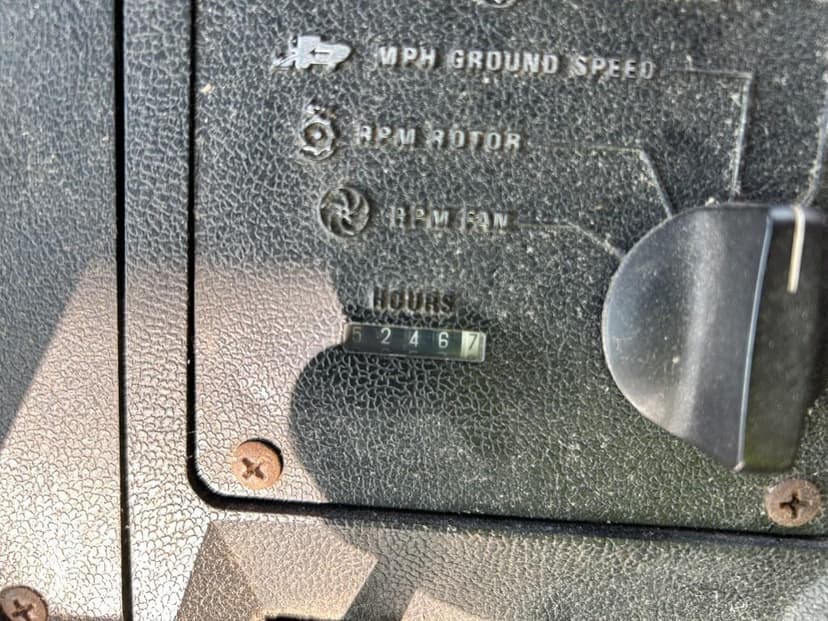 MPH GROUND SPEED
RPM ROTOR
RPM FAN
HOURS
52467